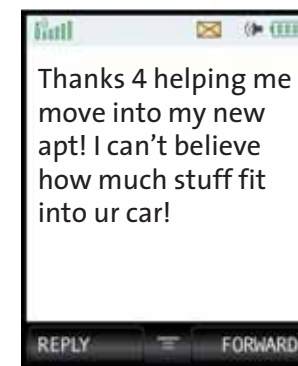 Thanks 4 helping me
move into my new
apt! I can’t believe
how much stuff fit
into ur car!
REPLY FORWARD